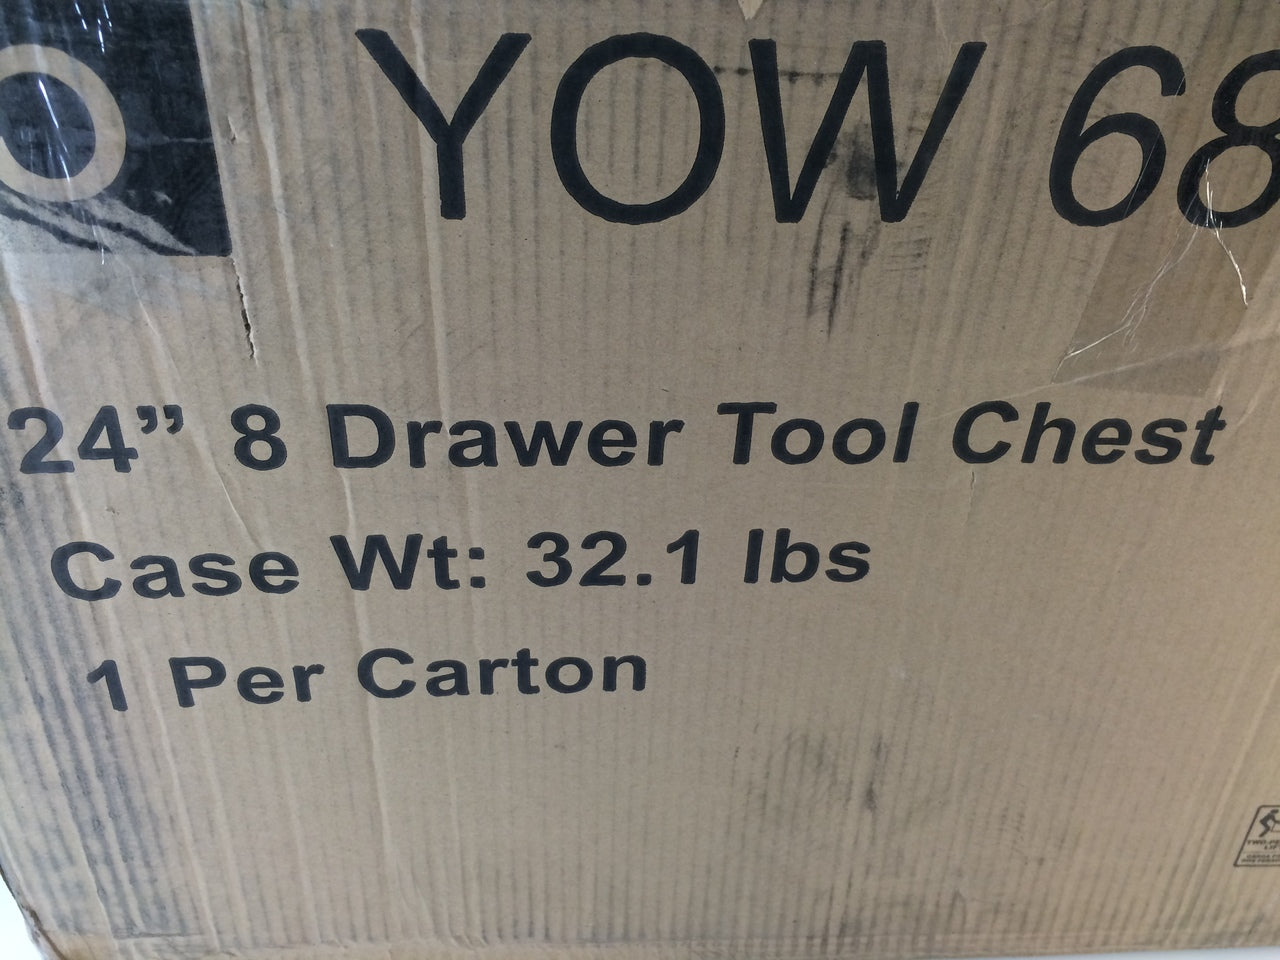 O YOW 68
24” 8 Drawer Tool Chest
Case Wt: 32.1 lbs
1 Per Carton